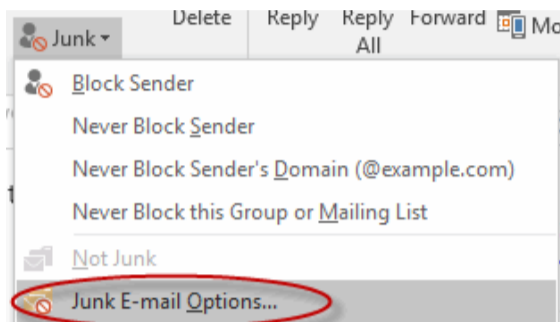 Junk
Delete
Reply
Reply All
Forward
Block Sender
Never Block Sender
Never Block Sender's Domain (@example.com)
Never Block this Group or Mailing List
Not Junk
Junk E-mail Options...